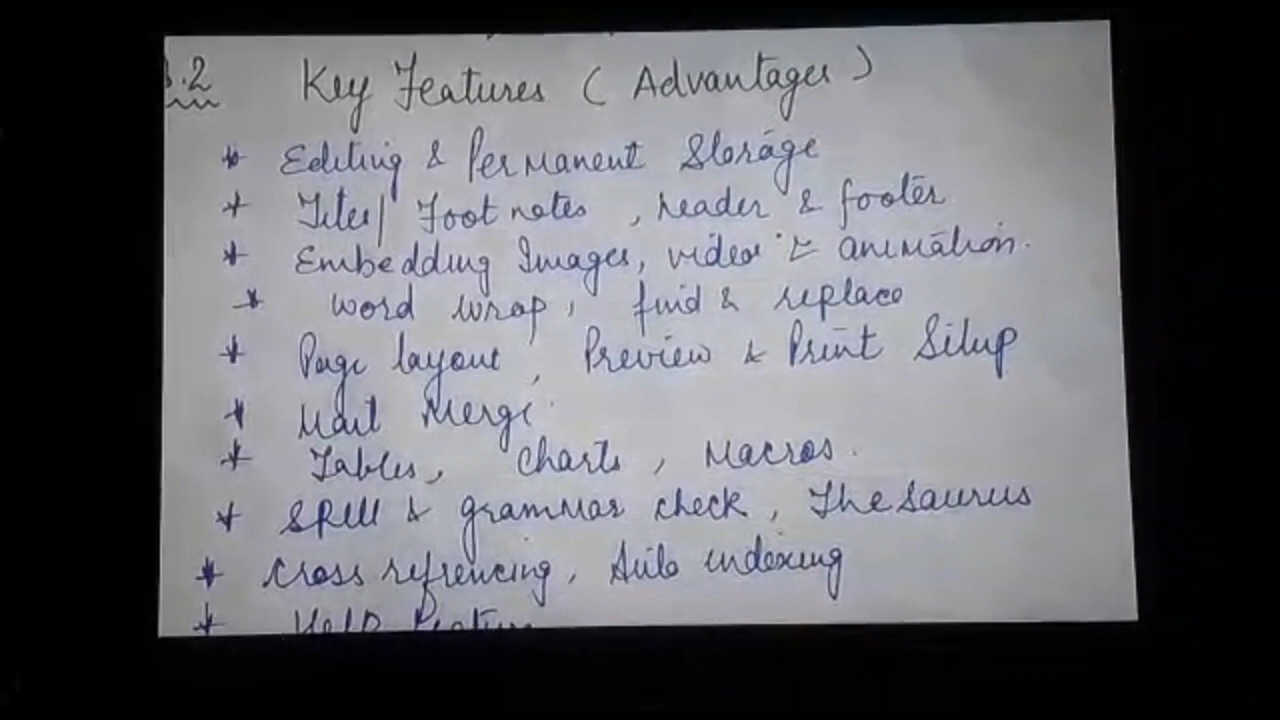 3.2 Key Features (Advantages)
* Editing & Permanent Storage
* / Foot notes , header & footer
* Embedding Images, video & animation.
* word wrap, find & replace
* Page layout, Preview & Print Setup
* Mail Merge
* Tables, Charts, Macros.
* Spell & grammar check, Thesaurus
* Cross refrencing, Auto indexing
* Help